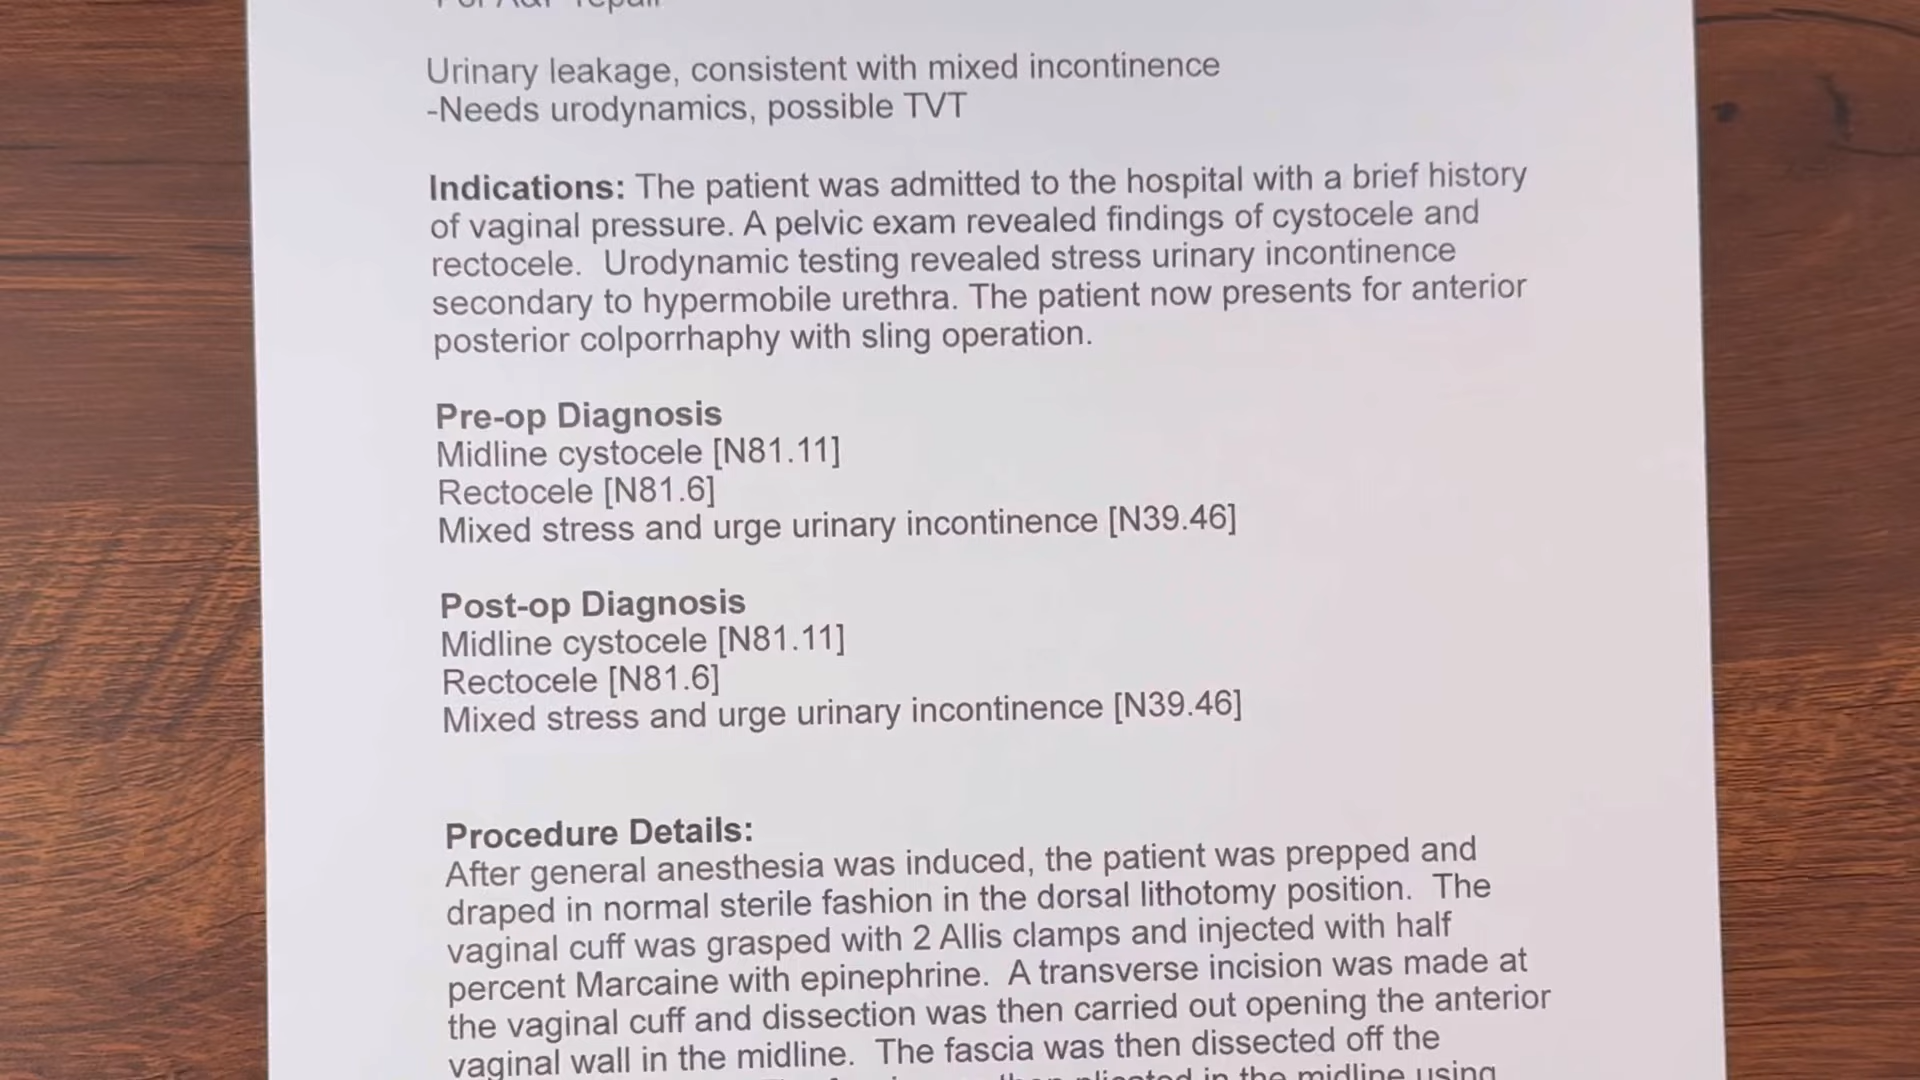 For A&P repair
Urinary leakage, consistent with mixed incontinence
-Needs urodynamics, possible TVT
Indications: The patient was admitted to the hospital with a brief history
of vaginal pressure. A pelvic exam revealed findings of cystocele and
rectocele.  Urodynamic testing revealed stress urinary incontinence
secondary to hypermobile urethra. The patient now presents for anterior
posterior colporrhaphy with sling operation.
Pre-op Diagnosis
Midline cystocele [N81.11]
Rectocele [N81.6]
Mixed stress and urge urinary incontinence [N39.46]
Post-op Diagnosis
Midline cystocele [N81.11]
Rectocele [N81.6]
Mixed stress and urge urinary incontinence [N39.46]
Procedure Details:
After general anesthesia was induced, the patient was prepped and
draped in normal sterile fashion in the dorsal lithotomy position.  The
vaginal cuff was grasped with 2 Allis clamps and injected with half
percent Marcaine with epinephrine.  A transverse incision was made at
the vaginal cuff and dissection was then carried out opening the anterior
vaginal wall in the midline.  The fascia was then dissected off the
then plicated in the midline using